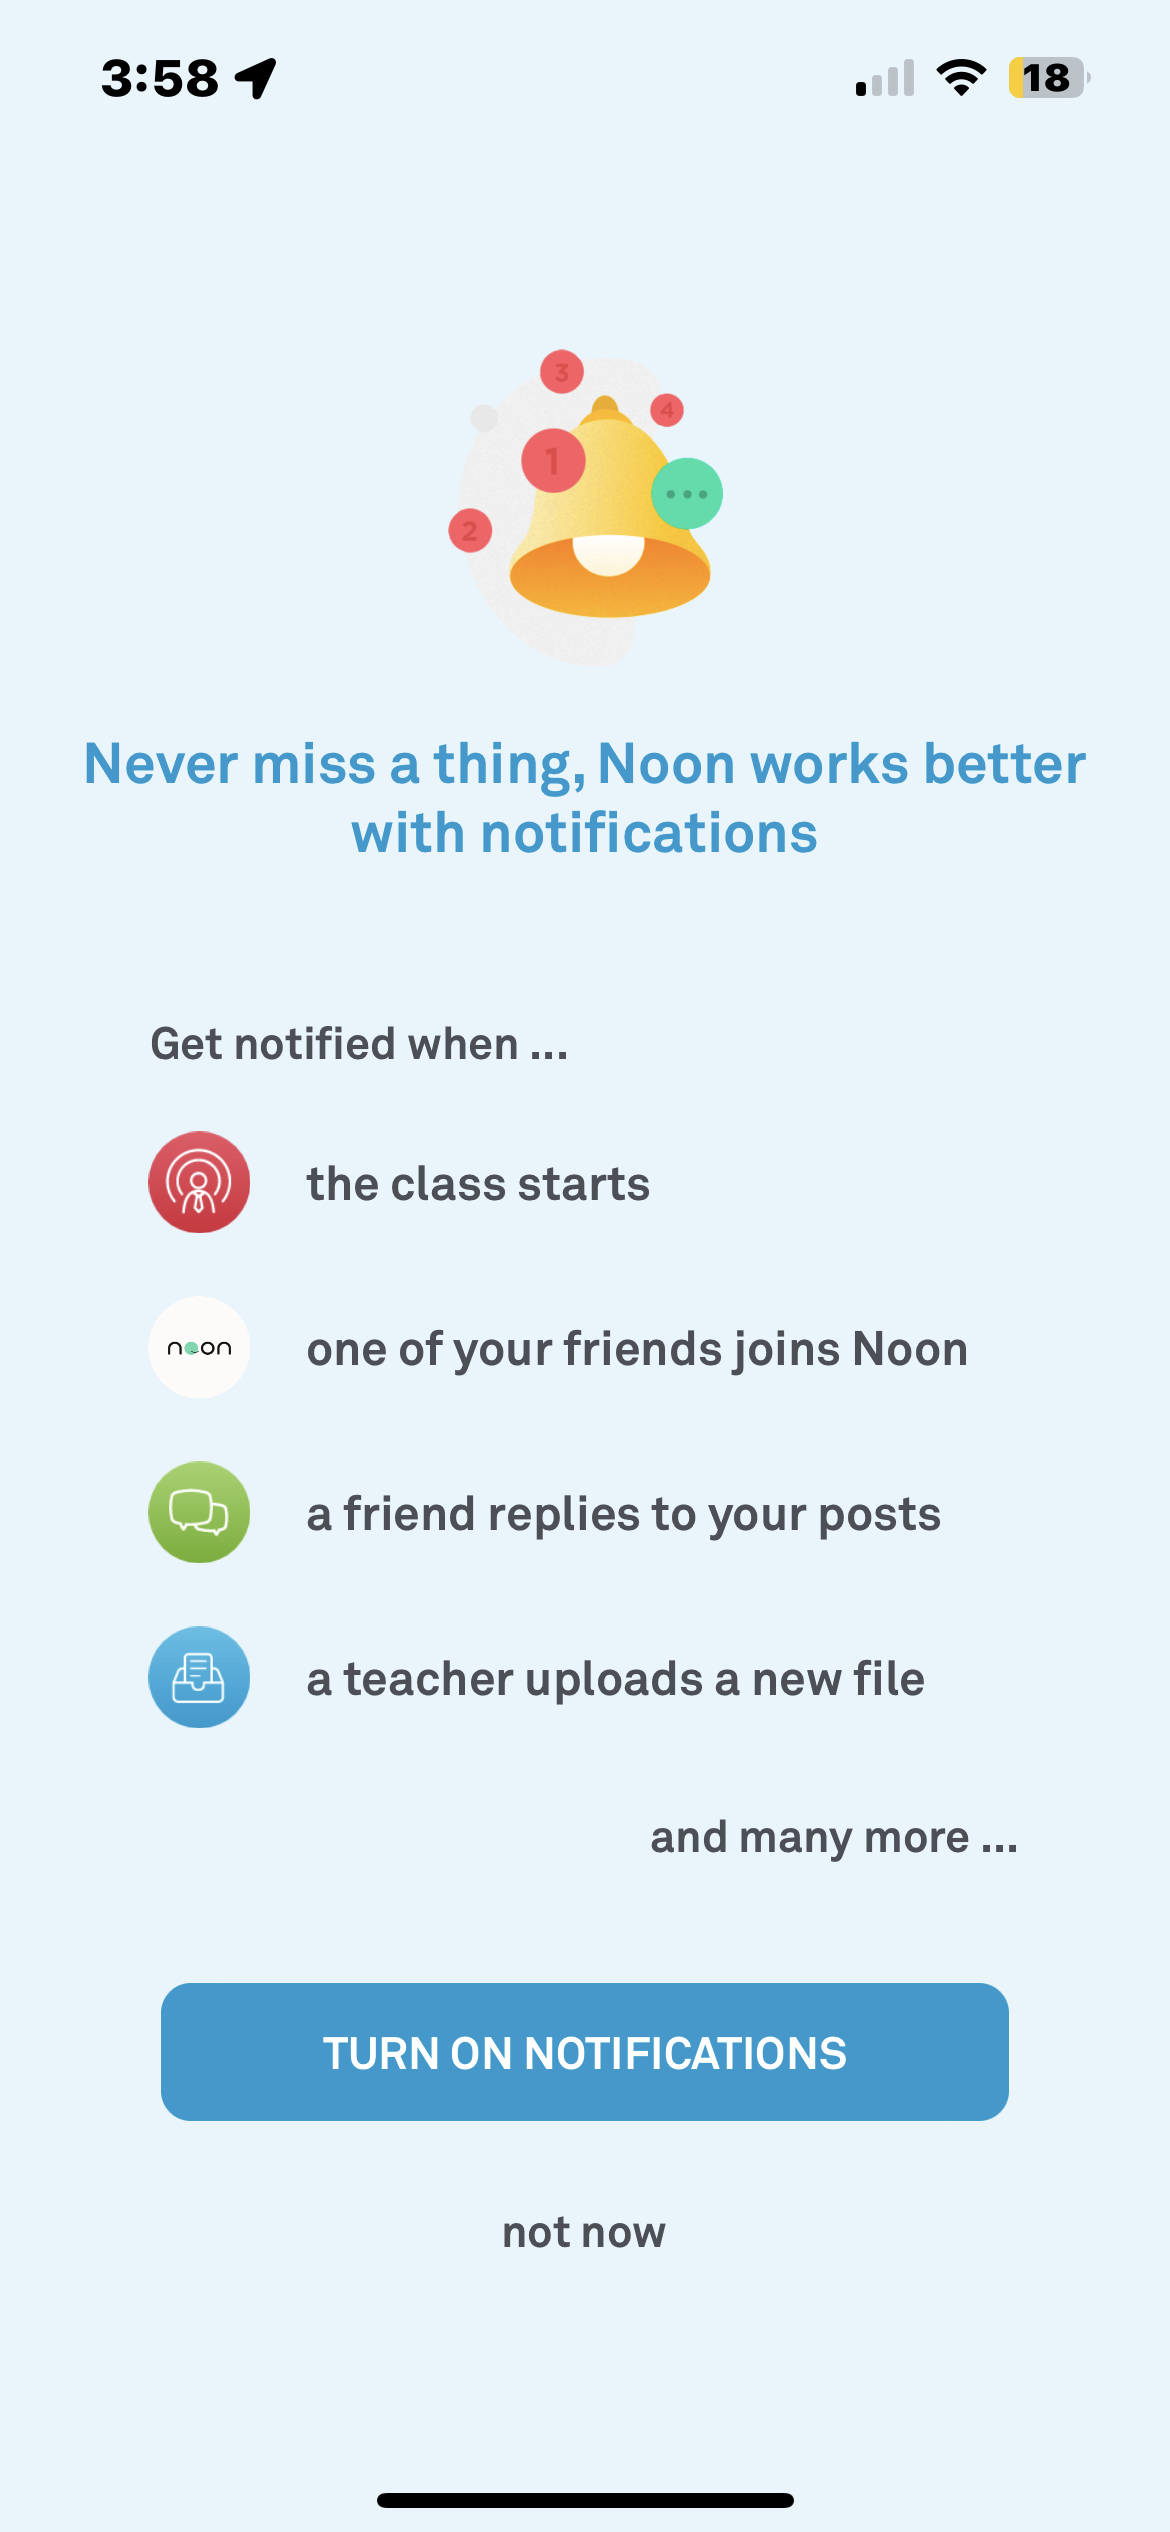 3:58
18
3
4
1
2
Never miss a thing, Noon works better
with notifications
Get notified when ...
the class starts
noon
one of your friends joins Noon
a friend replies to your posts
a teacher uploads a new file
and many more ...
TURN ON NOTIFICATIONS
not now